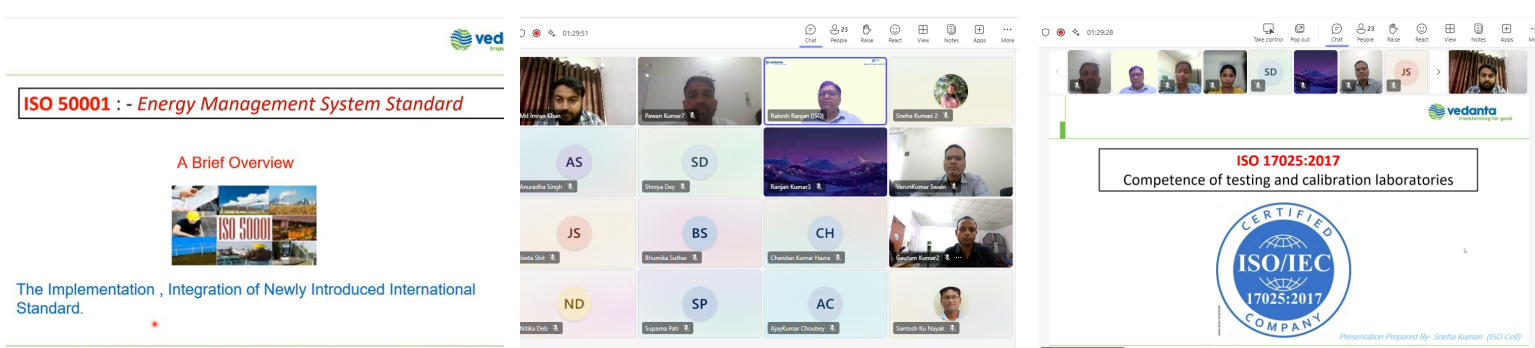 ved
tran
ISO 50001 : - Energy Management System Standard
A Brief Overview
ISO 50001
The Implementation , Integration of Newly Introduced International
Standard.
01:29:51
Chat
23
People
Raise
React
View
Notes
Apps
More
Md Imran Khan
Pawan Kumar7
vedanta
Rakesh Ranjan (ISO)
Sneha Kumari 2
AS
Anuradha Singh
SD
Shreya Dey
Ranjan Kumar3
VarunKumar Swain
JS
Jeeta Shit
BS
Bhumika Suthar
CH
Chandan Kumar Hazra
Gautam Kumar2
ND
Nitika Deb
SP
Suparna Pati
AC
AjayKumar Choubey
Santosh Ku Nayak
01:29:28
Take control
Pop out
Chat
23
People
Raise
React
View
Notes
Apps
SD
JS
vedanta
transforming for good
ISO 17025:2017
Competence of testing and calibration laboratories
CERTIFIED
ISO/IEC
17025:2017
COMPANY
Presentation Prepared By- Sneha Kumari (ISO Cell)